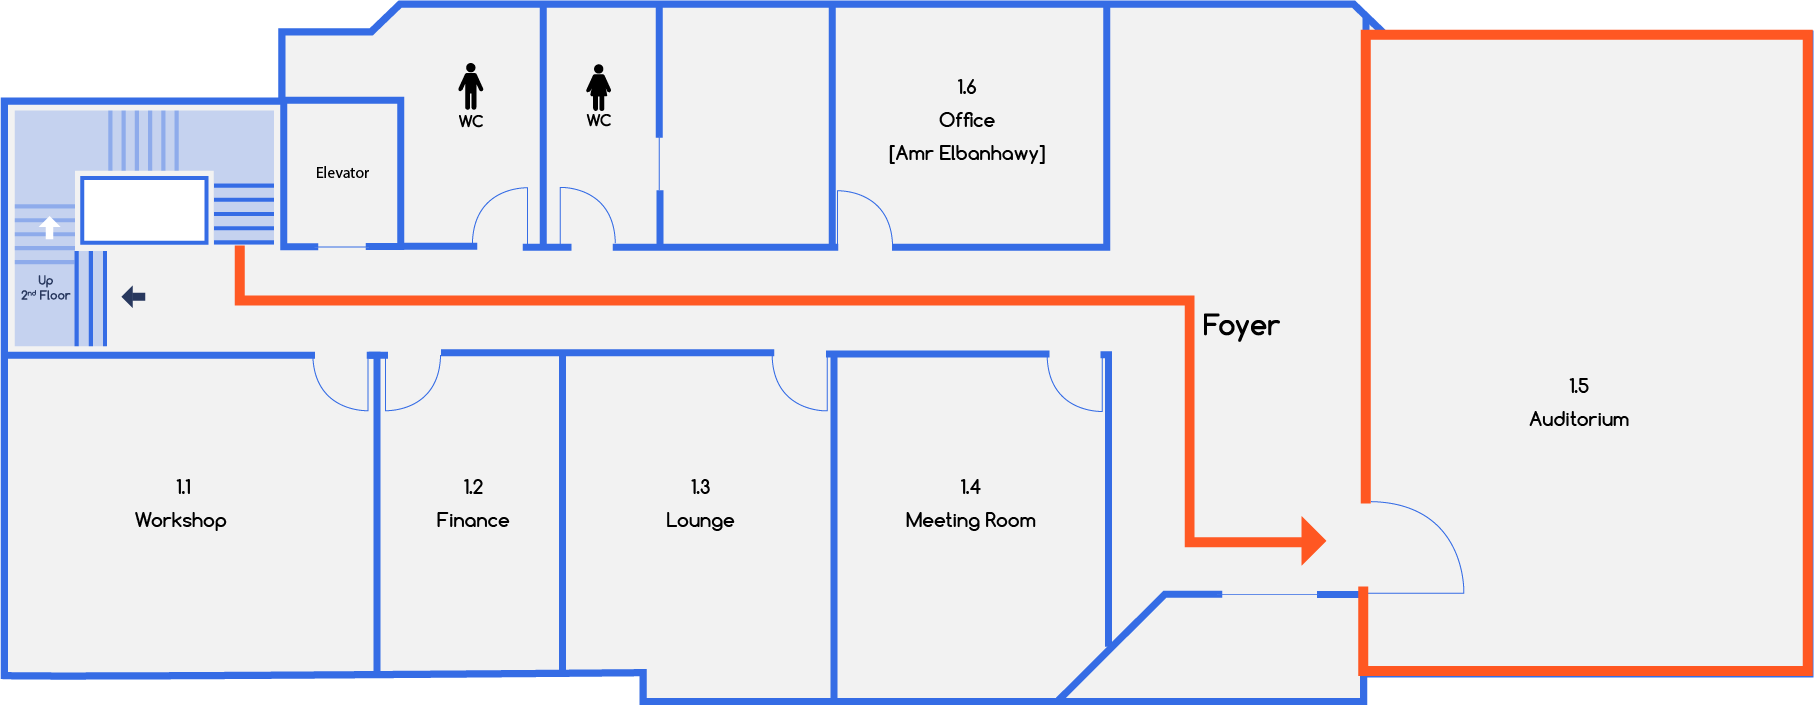 WC
WC
1.6
Office
[Amr Elbanhawy]
Elevator
Up
2nd Floor
Foyer
1.5
Auditorium
1.1
Workshop
1.2
Finance
1.3
Lounge
1.4
Meeting Room